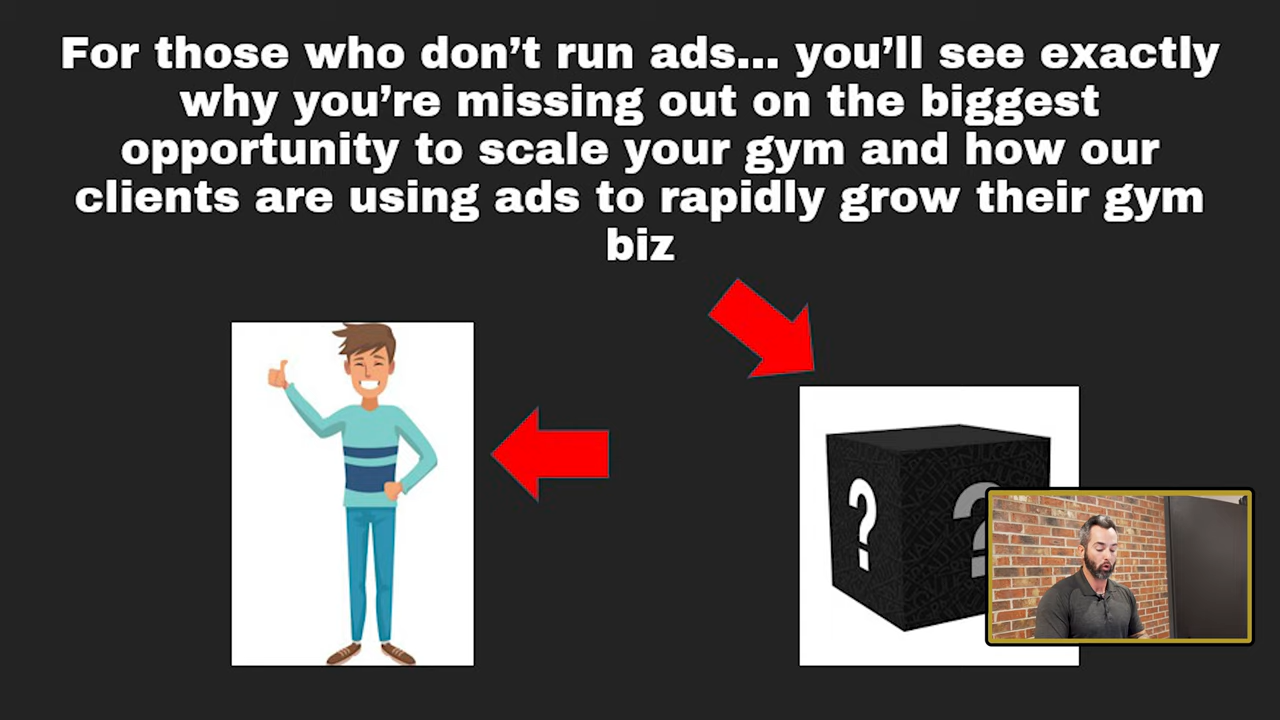 For those who don’t run ads... you’ll see exactly
why you’re missing out on the biggest
opportunity to scale your gym and how our
clients are using ads to rapidly grow their gym
biz
? ?